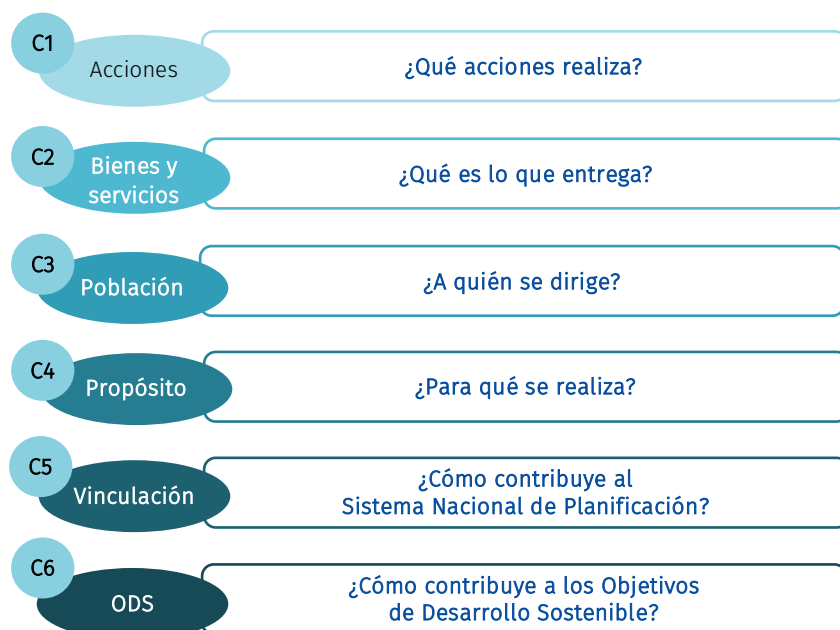 C1
Acciones
¿Qué acciones realiza?
C2
Bienes y
servicios
¿Qué es lo que entrega?
C3
Población
¿A quién se dirige?
C4
Propósito
¿Para qué se realiza?
C5
Vinculación
¿Cómo contribuye al
Sistema Nacional de Planificación?
C6
ODS
¿Cómo contribuye a los Objetivos
de Desarrollo Sostenible?